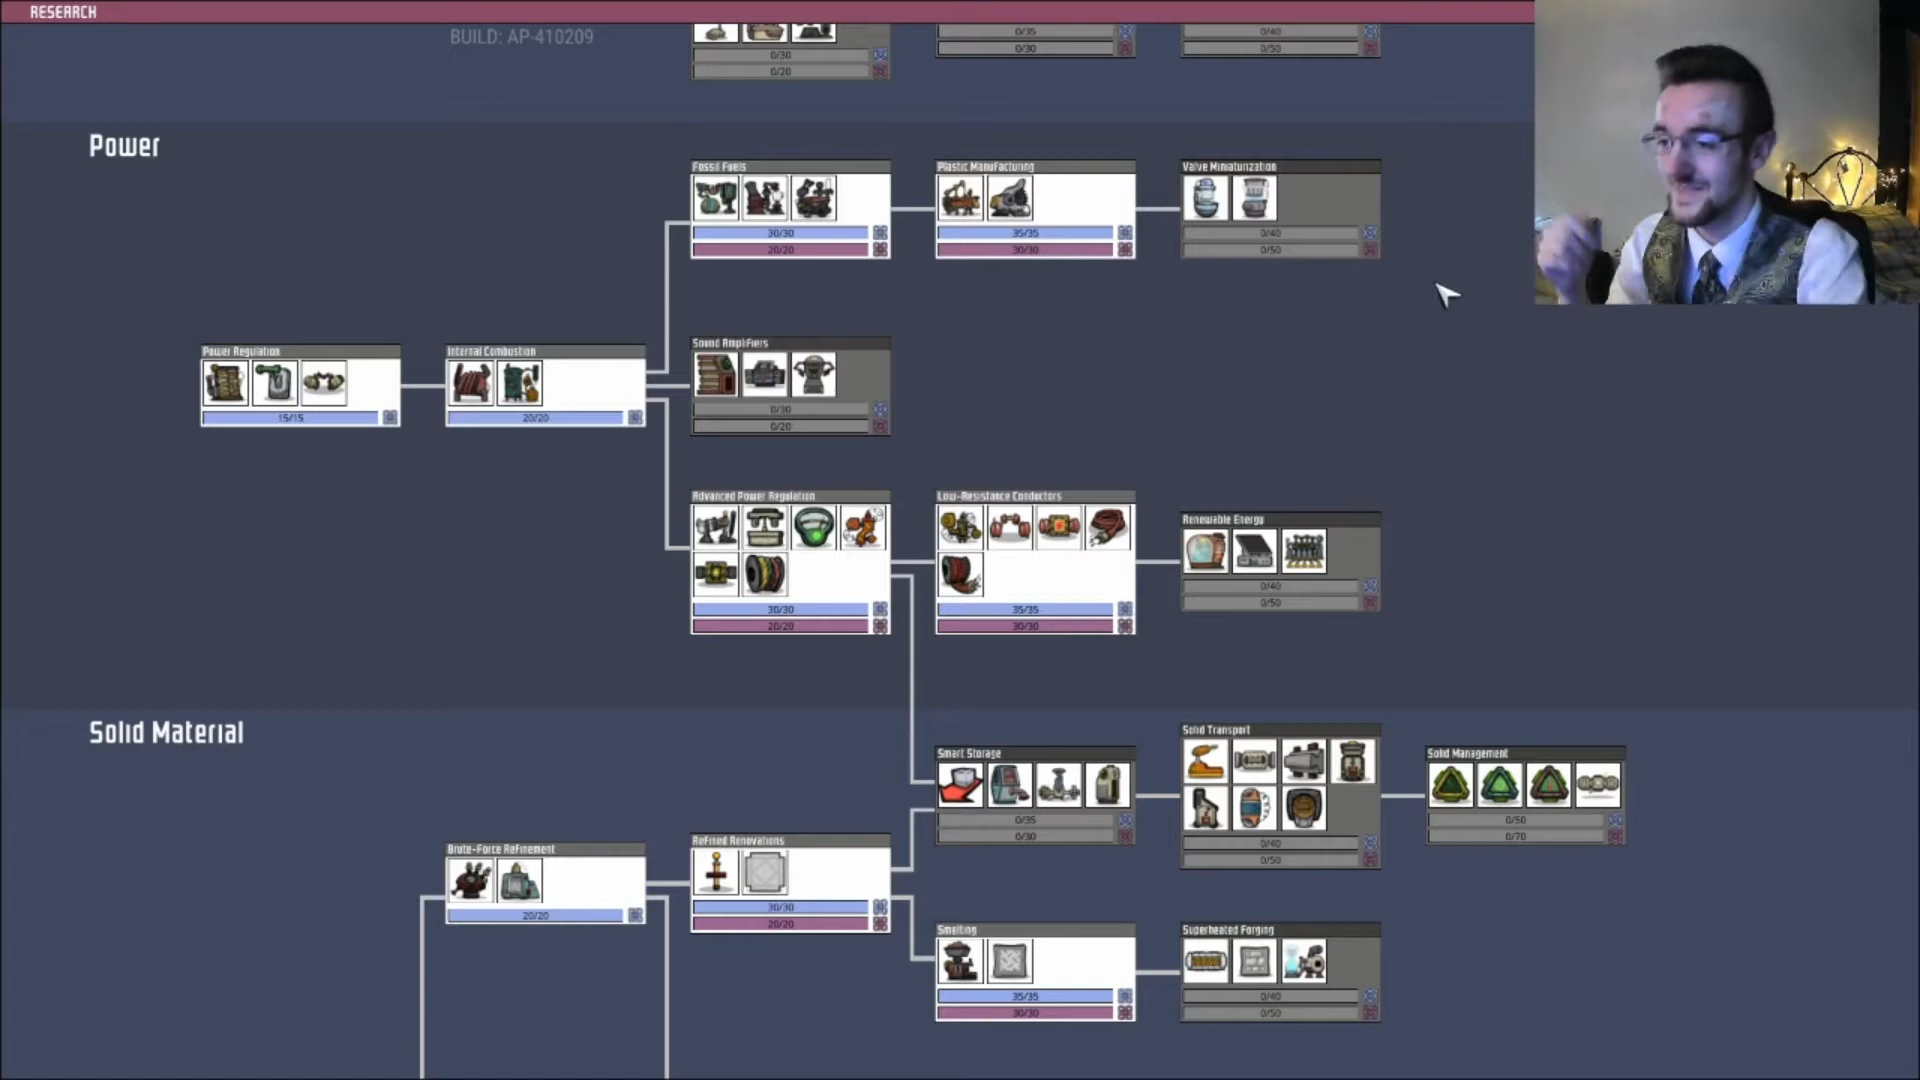 RESEARCH
BUILD: AP-410209
0/30
0/20
0/35
0/30
0/40
0/50
Power
Fossil Fuels
30/30
20/20
Plastic Manufacturing
35/35
30/30
Valve Miniaturization
0/40
0/50
Power Regulation
15/15
Internal Combustion
20/20
Sound Amplifiers
0/30
0/20
Advanced Power Regulation
30/30
20/20
Low-Resistance Conductors
35/35
30/30
Renewable Energy
0/40
0/50
Solid Material
Smart Storage
0/35
0/30
Solid Transport
0/40
0/50
Solid Management
0/50
0/70
Brute-Force Refinement
20/20
Refined Renovations
30/30
20/20
Smelting
35/35
30/30
Superheated Forging
0/40
0/50